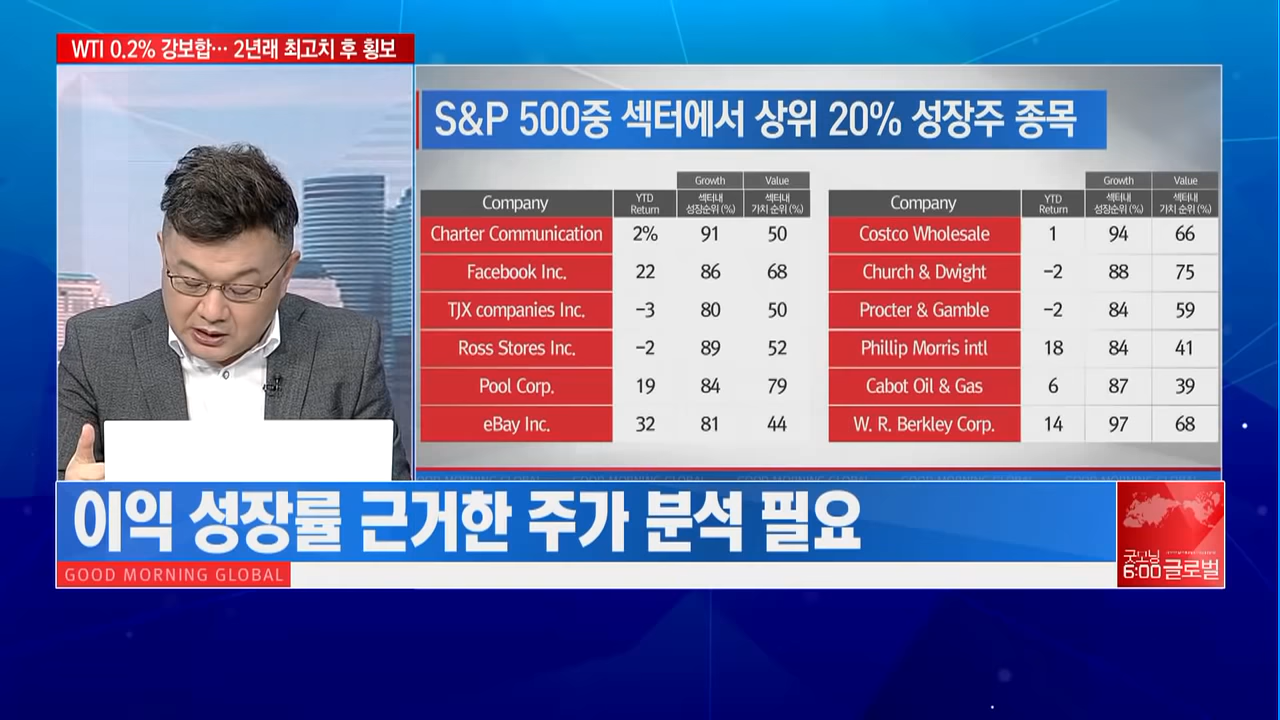 WTI 0.2% 강보합… 2년래 최고치 후 횡보
S&P 500중 섹터에서 상위 20% 성장주 종목
Growth Value
Company YTD Return 섹터내 성장순위 (%) 섹터내 가치 순위 (%)
Charter Communication 2% 91 50
Facebook Inc. 22 86 68
TJX companies Inc. -3 80 50
Ross Stores Inc. -2 89 52
Pool Corp. 19 84 79
eBay Inc. 32 81 44
Growth Value
Company YTD Return 섹터내 성장순위 (%) 섹터내 가치 순위 (%)
Costco Wholesale 1 94 66
Church & Dwight -2 88 75
Procter & Gamble -2 84 59
Phillip Morris intl 18 84 41
Cabot Oil & Gas 6 87 39
W. R. Berkley Corp. 14 97 68
이익 성장률 근거한 주가 분석 필요
GOOD MORNING GLOBAL
굿모닝
6:00 글로벌